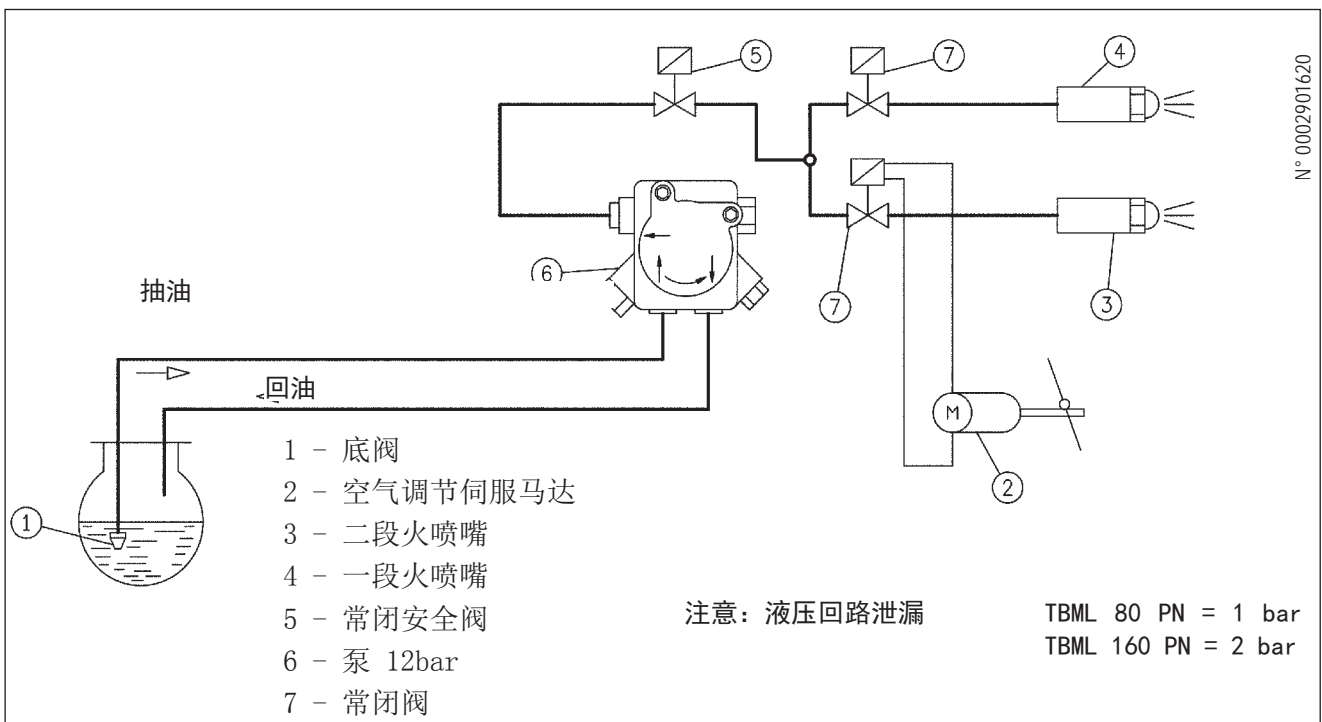 5
7
4
N° 0002901620
6
7
3
抽油
回油
M
2
1
1 - 底阀
2 - 空气调节伺服马达
3 - 二段火喷嘴
4 - 一段火喷嘴
5 - 常闭安全阀
6 - 泵 12bar
7 - 常闭阀
注意：液压回路泄漏
TBML 80 PN = 1 bar
TBML 160 PN = 2 bar